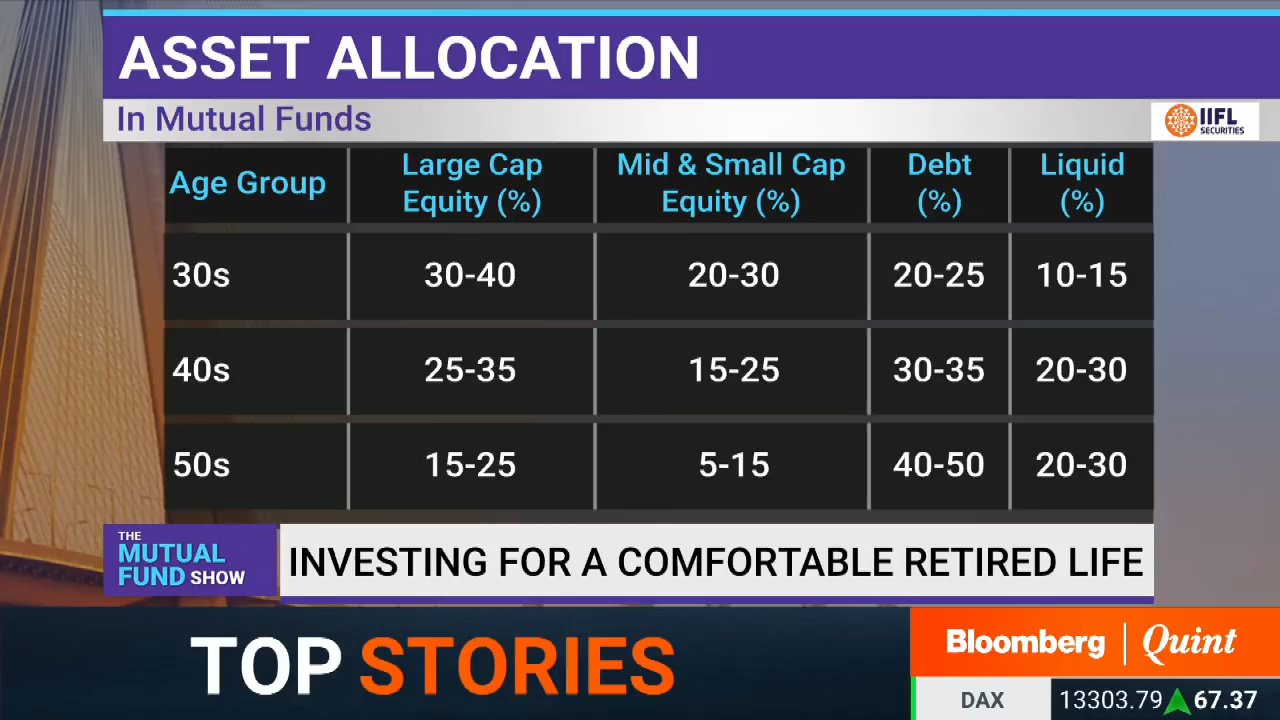 ASSET ALLOCATION
In Mutual Funds
IIFL
SECURITIES
Age Group
Large Cap
Equity (%)
Mid & Small Cap
Equity (%)
Debt
(%)
Liquid
(%)
30s 30-40 20-30 20-25 10-15
40s 25-35 15-25 30-35 20-30
50s 15-25 5-15 40-50 20-30
THE
MUTUAL
FUND SHOW
INVESTING FOR A COMFORTABLE RETIRED LIFE
TOP STORIES
Bloomberg | Quint
DAX 13303.79 67.37